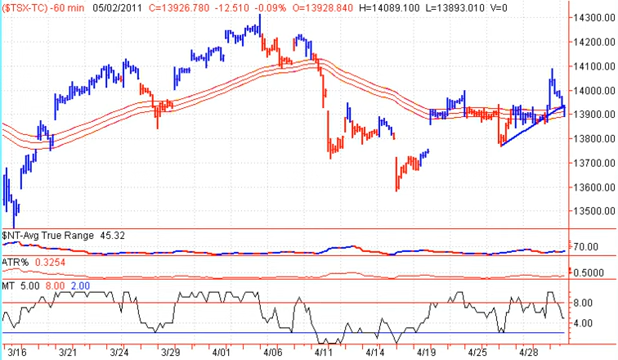 ($TSX-TC) -60 min 05/02/2011 C=13926.780 -12.510 -0.09% O=13928.840 H=14089.100 L=13893.010 V=0
14300.00
14200.00
14100.00
14000.00
13900.00
13800.00
13700.00
13600.00
13500.00
$NT-Avg True Range 45.32
70.00
ATR% 0.3254
0.5000
MT 5.00 8.00 2.00
8.00
4.00
3/16 3/21 3/24 3/29 4/01 4/06 4/11 4/14 4/19 4/25 4/28